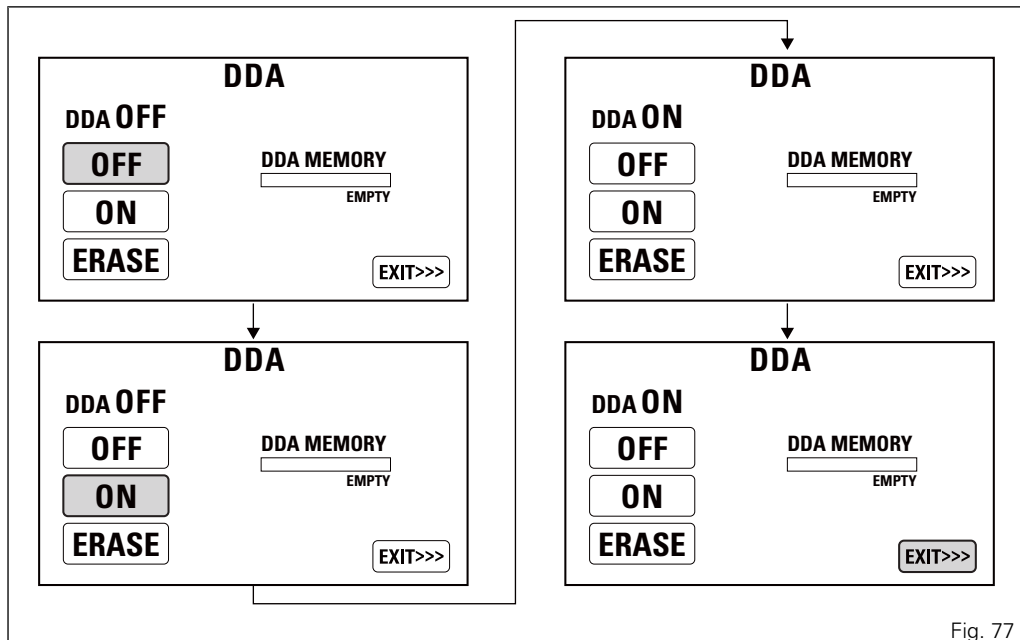 DDA
DDA OFF
OFF
DDA MEMORY
EMPTY
ON
ERASE
EXIT>>>
DDA
DDA OFF
OFF
DDA MEMORY
EMPTY
ON
ERASE
EXIT>>>
DDA
DDA ON
OFF
DDA MEMORY
EMPTY
ON
ERASE
EXIT>>>
DDA
DDA ON
OFF
DDA MEMORY
EMPTY
ON
ERASE
EXIT>>>
Fig. 77